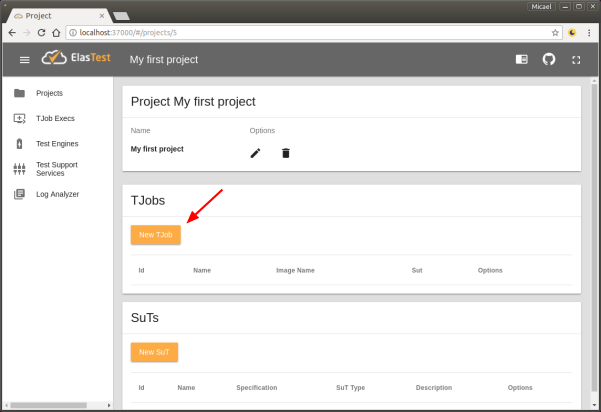 Micael
Project
localhost:37000/#/projects/5
ElasTest
My first project
Projects
TJob Execs
Test Engines
Test Support
Services
Log Analyzer
Project My first project
Name Options
My first project
TJobs
New TJob
Id Name Image Name Sut Options
SuTs
New SuT
Id Name Specification SuT Type Description Options